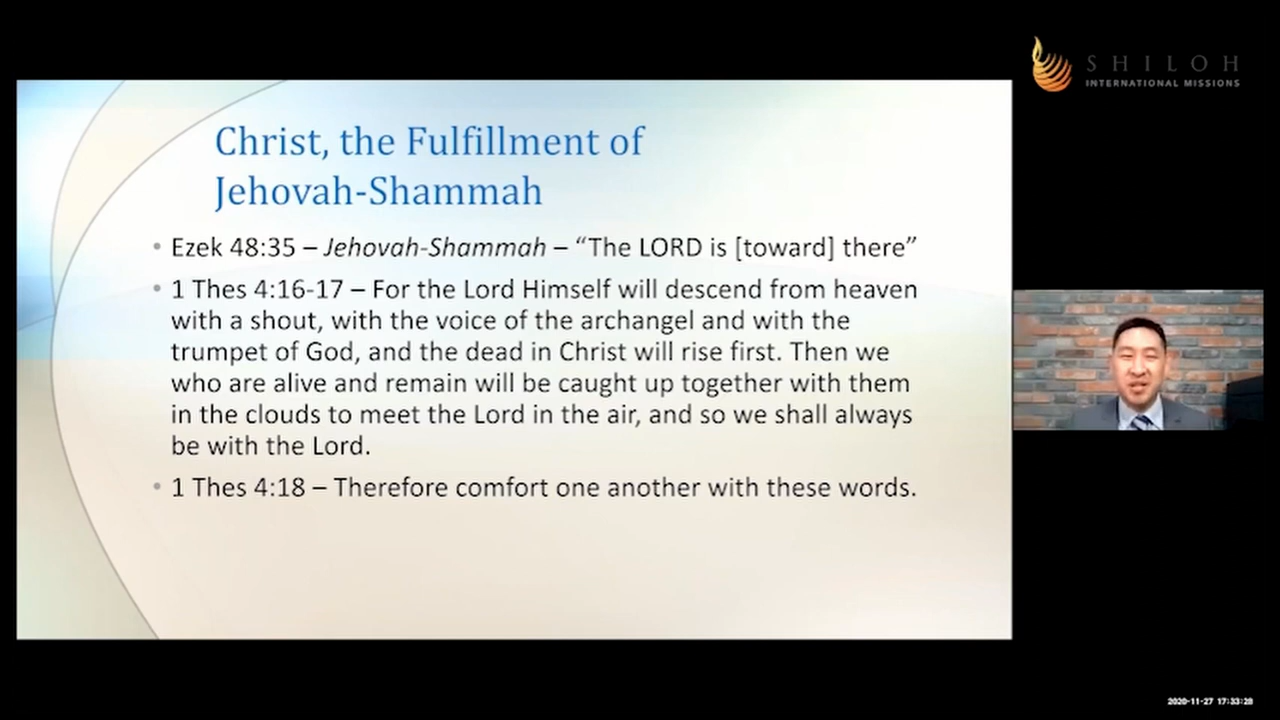 SHILOH
INTERNATIONAL MISSIONS
Christ, the Fulfillment of
Jehovah-Shammah
• Ezek 48:35 – Jehovah-Shammah – “The LORD is [toward] there”
• 1 Thes 4:16-17 – For the Lord Himself will descend from heaven
with a shout, with the voice of the archangel and with the
trumpet of God, and the dead in Christ will rise first. Then we
who are alive and remain will be caught up together with them
in the clouds to meet the Lord in the air, and so we shall always
be with the Lord.
• 1 Thes 4:18 – Therefore comfort one another with these words.
2020-11-27 17:33:28